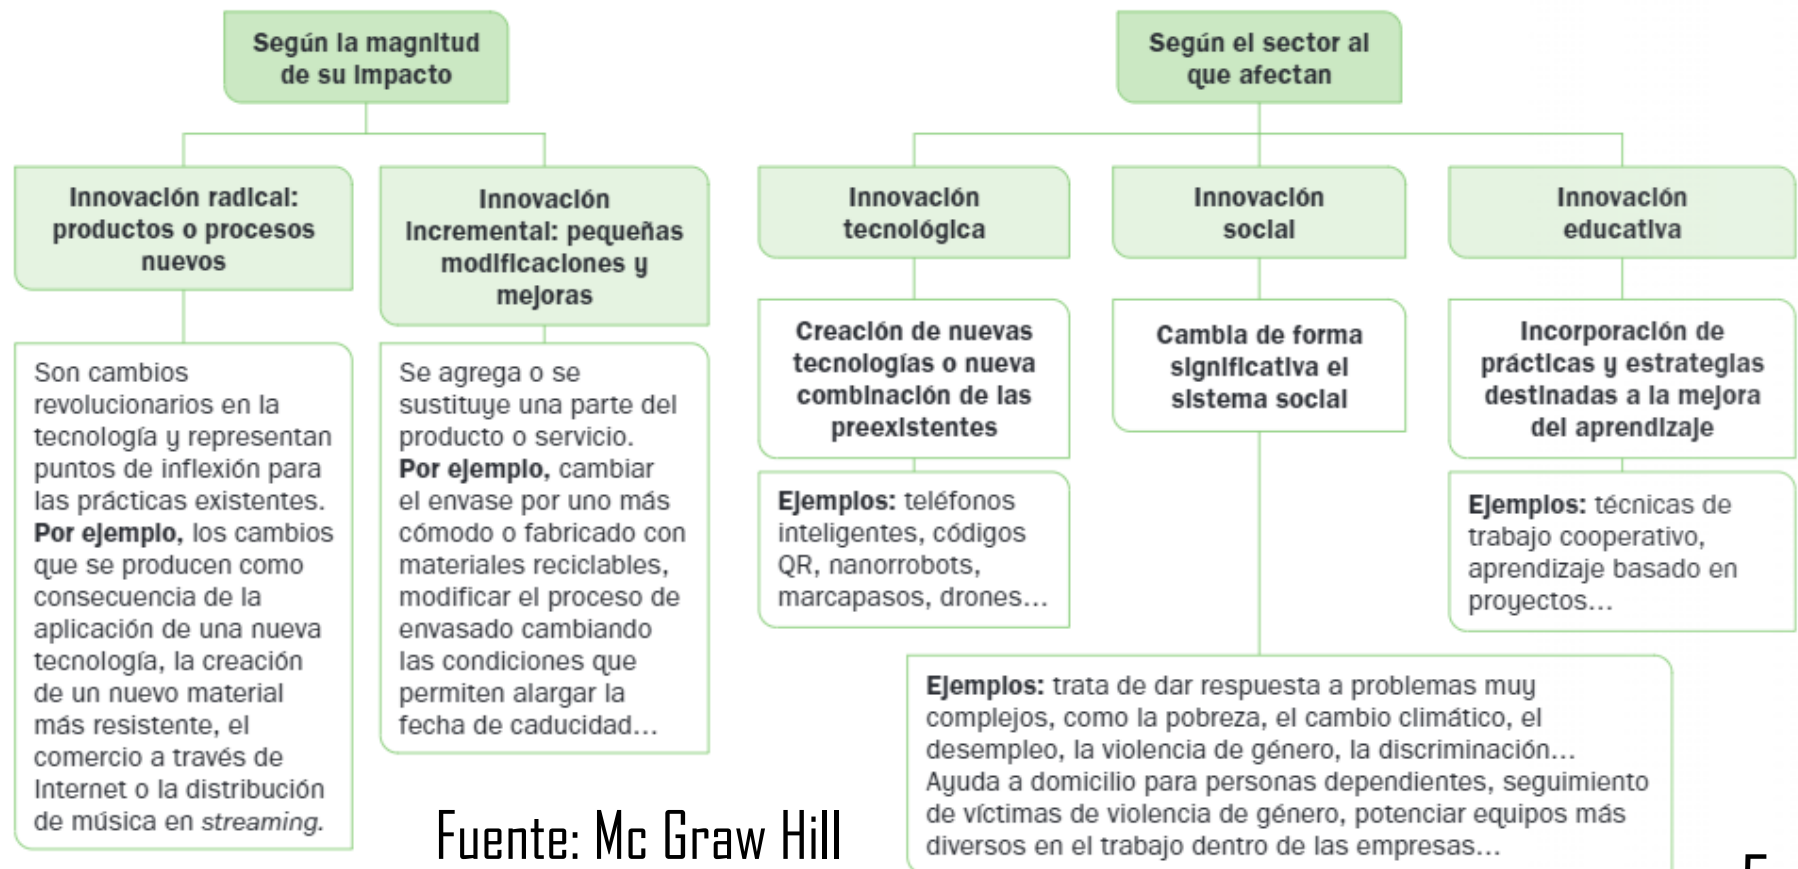 Según la magnitud
de su impacto
Innovación radical:
productos o procesos
nuevos
Son cambios
revolucionarios en la
tecnología y representan
puntos de inflexión para
las prácticas existentes.
Por ejemplo, los cambios
que se producen como
consecuencia de la
aplicación de una nueva
tecnología, la creación
de un nuevo material
más resistente, el
comercio a través de
Internet o la distribución
de música en streaming.
Innovación
incremental: pequeñas
modificaciones y
mejoras
Se agrega o se
sustituye una parte del
producto o servicio.
Por ejemplo, cambiar
el envase por uno más
cómodo o fabricado con
materiales reciclables,
modificar el proceso de
envasado cambiando
las condiciones que
permiten alargar la
fecha de caducidad...
Según el sector al
que afectan
Innovación
tecnológica
Creación de nuevas
tecnologías o nueva
combinación de las
preexistentes
Ejemplos: teléfonos
inteligentes, códigos
QR, nanorrobots,
marcapasos, drones...
Innovación
social
Cambia de forma
significativa el
sistema social
Ejemplos: trata de dar respuesta a problemas muy
complejos, como la pobreza, el cambio climático, el
desempleo, la violencia de género, la discriminación...
Ayuda a domicilio para personas dependientes, seguimiento
de víctimas de violencia de género, potenciar equipos más
diversos en el trabajo dentro de las empresas...
Innovación
educativa
Incorporación de
prácticas y estrategias
destinadas a la mejora
del aprendizaje
Ejemplos: técnicas de
trabajo cooperativo,
aprendizaje basado en
proyectos...
Fuente: Mc Graw Hill